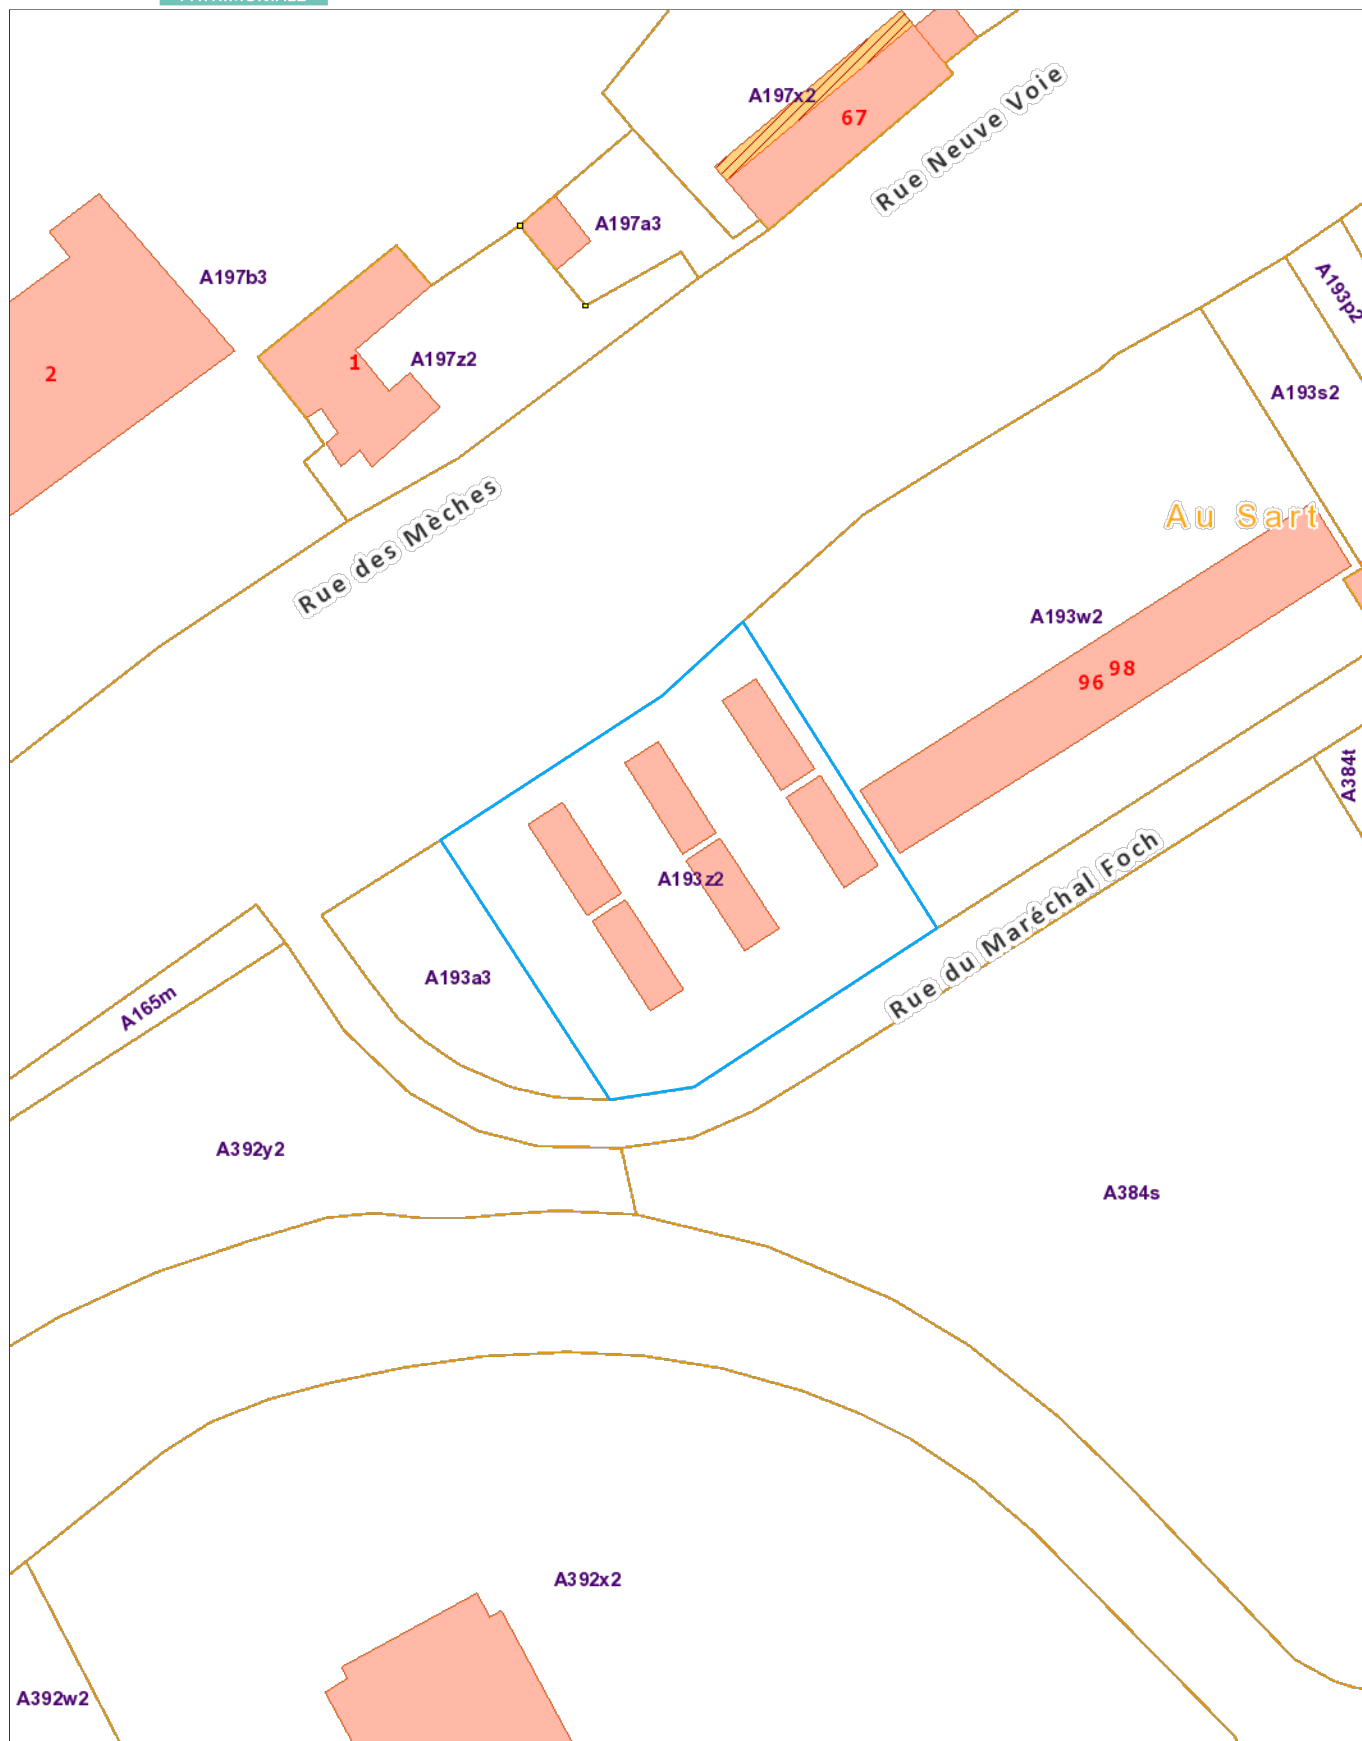 A197x2
67
Rue Neuve Voie
A197a3
A197b3
A193p2
A197z2
1
2
A193s2
Au Sart
Rue des Mèches
A193w2
96
98
A384t
A193z2
Rue du Maréchal Foch
A193a3
A165m
A392y2
A384s
A392x2
A392w2